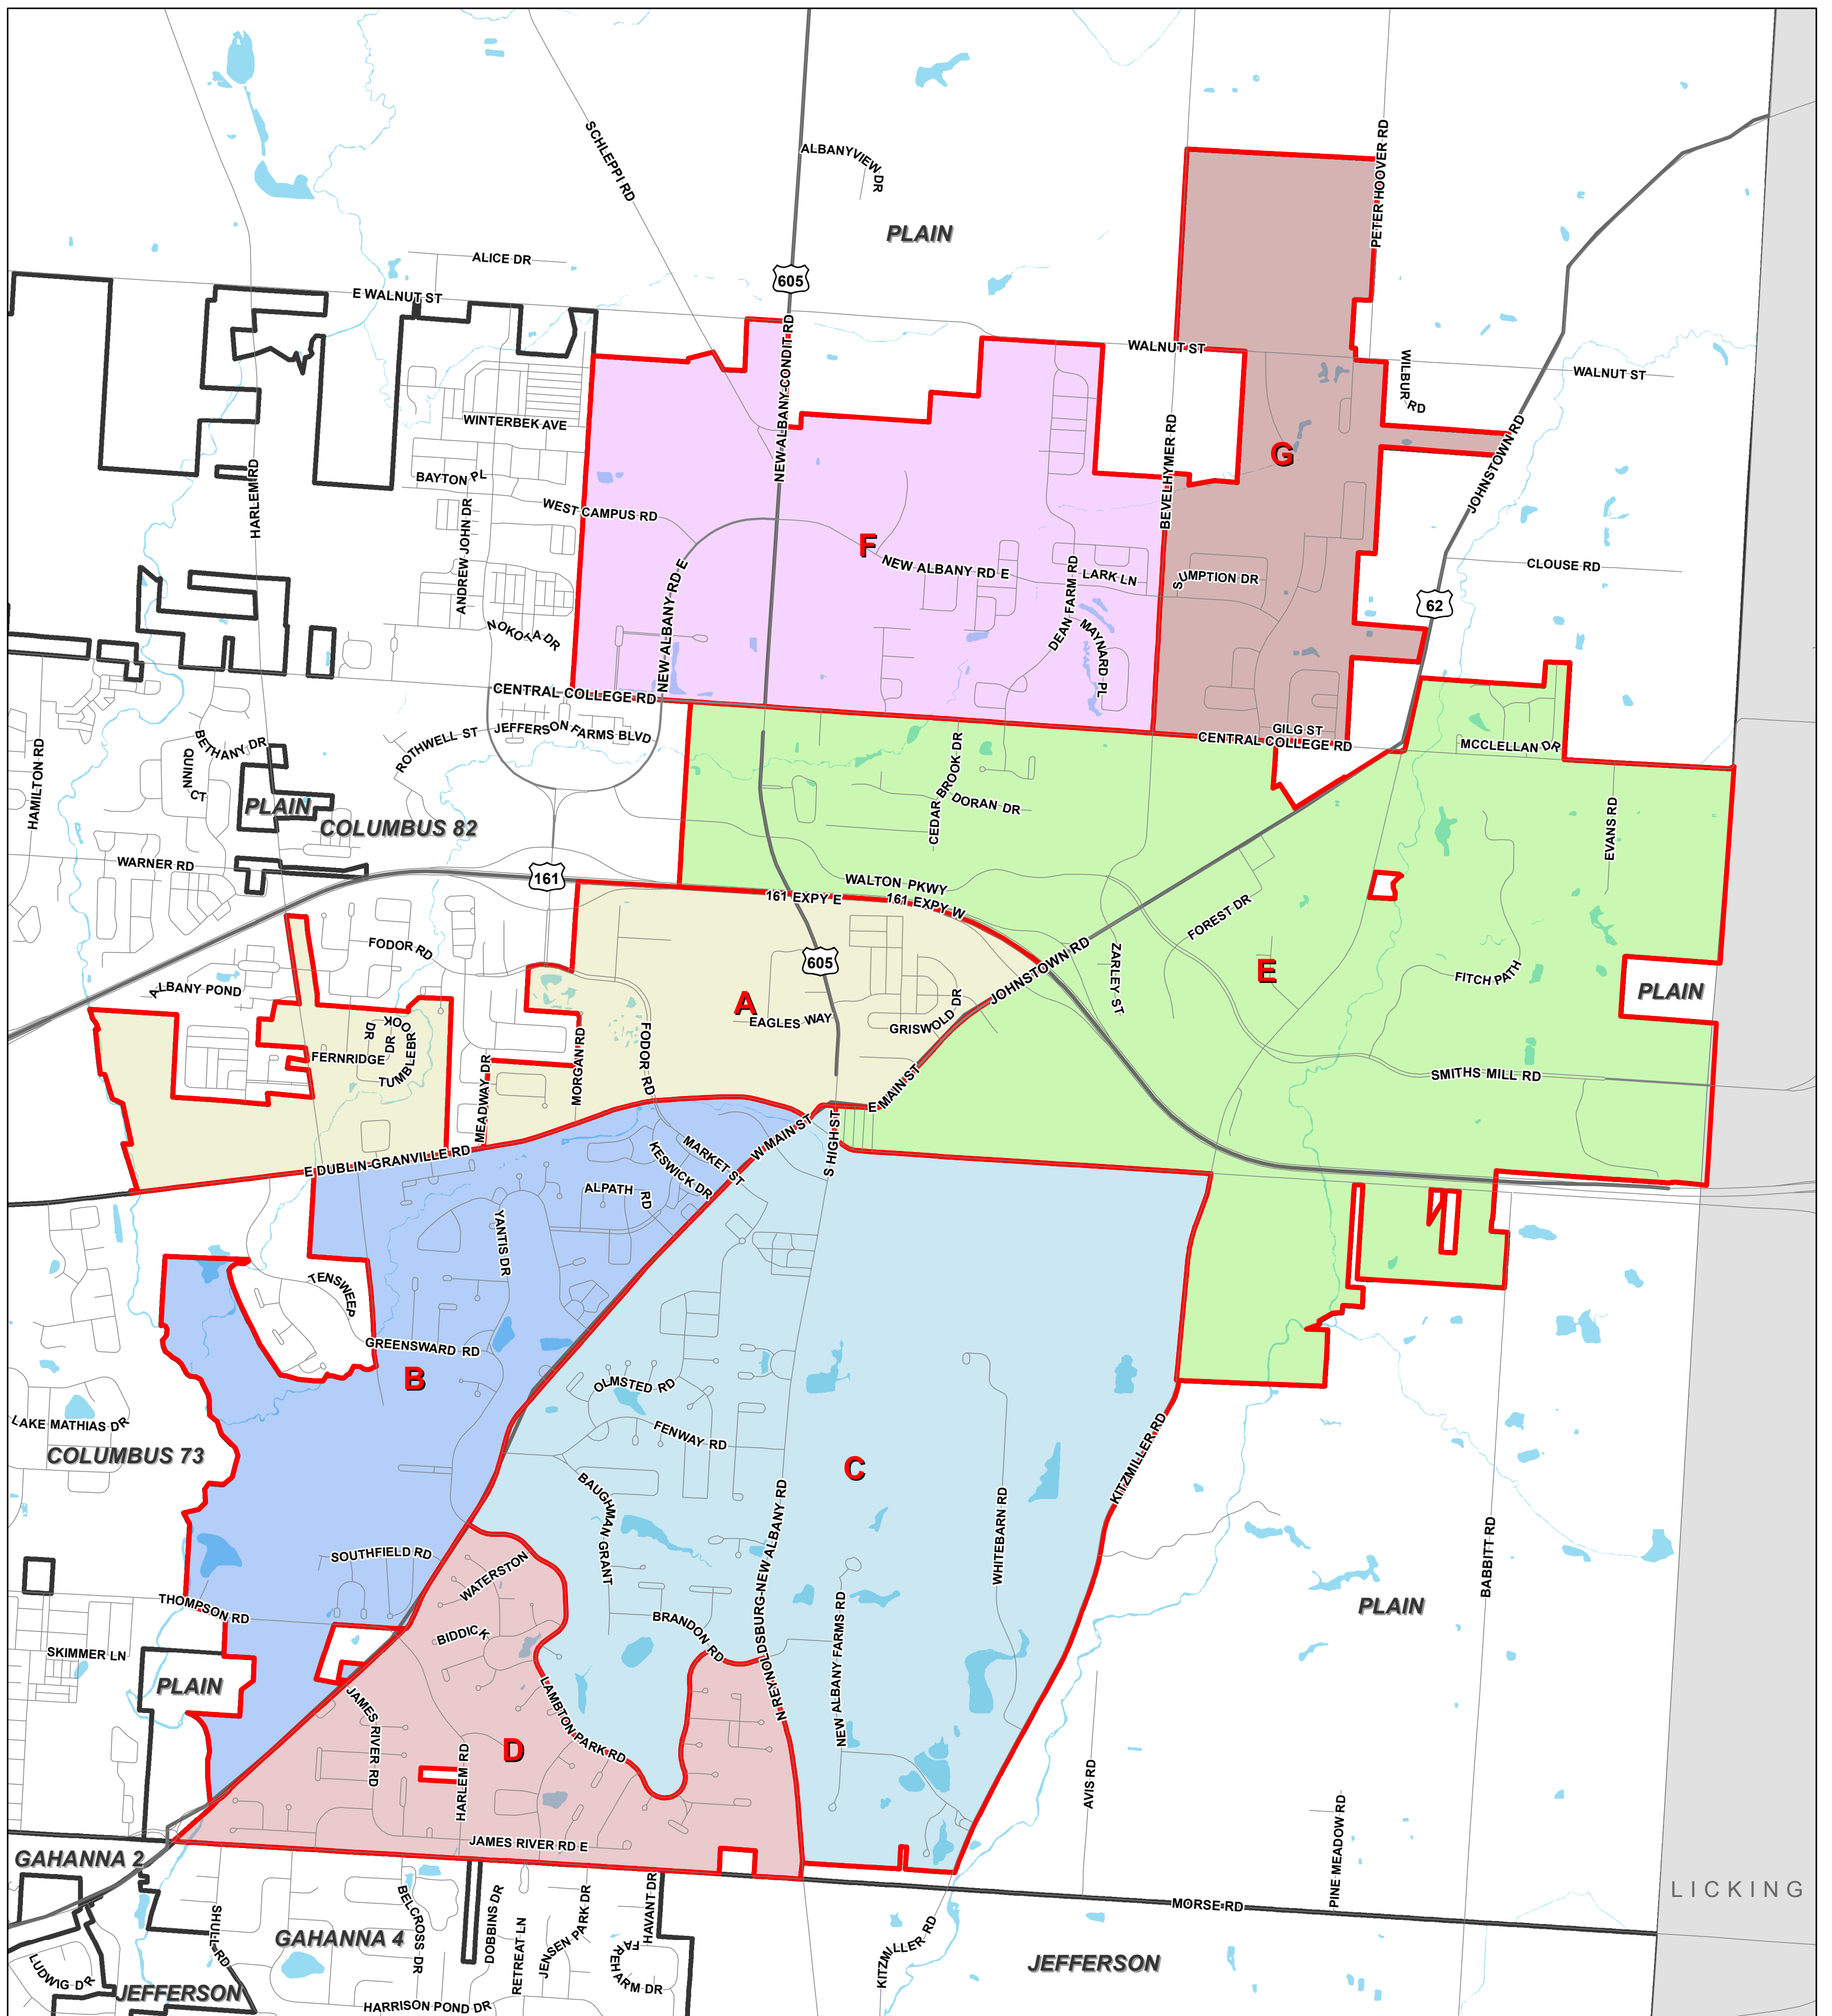 SCHLEPPI RD
ALBANYVIEW DR
PETER HOOVER RD
PLAIN
ALICE DR
605
E WALNUT ST
NEW ALBANY-CONDIT RD
WALNUT ST
WILBUR RD
WALNUT ST
WINTERBEK AVE
HARLEM RD
BEVELHYMER RD
G
JOHNSTOWN RD
BAYTON PL
WEST CAMPUS RD
ANDREW JOHN DR
F
NEW ALBANY RD E
LARK LN
SUMPTION DR
CLOUSE RD
62
NEW ALBANY RD E
DEAN FARM RD
MAYNARD PL
NOKOTA DR
CENTRAL COLLEGE RD
GILG ST
CENTRAL COLLEGE RD
MCCLELLAN DR
HAMILTON RD
BETHANY DR
QUINN CT
ROTHWELL ST
JEFFERSON FARMS BLVD
CEDAR BROOK DR
DORAN DR
EVANS RD
PLAIN
COLUMBUS 82
WARNER RD
161
WALTON PKWY
161 EXPY E
161 EXPY W
FOREST DR
FODOR RD
605
JOHNSTOWN RD
ZARLEY ST
E
FITCH PATH
PLAIN
ALBANY POND
A
EAGLES WAY
GRISWOLD DR
FERNRIDGE DR
TUMBLEBROOK DR
MEADWAY DR
MORGAN RD
FODOR RD
SMITHS MILL RD
E MAIN ST
E DUBLIN-GRANVILLE RD
W MAIN ST
S HIGH ST
MARKET ST
KESWICK DR
ALPATH RD
YANTIS DR
TENSWEEP
GREENSWARD RD
B
OLMSTED RD
FENWAY RD
LAKE MATHIAS DR
COLUMBUS 73
C
KITZMILLER RD
BAUGHMAN GRANT
N REYNOLDSBURG-NEW ALBANY RD
WHITEBARN RD
BABBITT RD
SOUTHFIELD RD
WATERSTON
THOMPSON RD
BIDDICK
BRANDON RD
NEW ALBANY FARMS RD
PLAIN
SKIMMER LN
PLAIN
JAMES RIVER RD
LAMBTON PARK RD
D
HARLEM RD
AVIS RD
PINE MEADOW RD
JAMES RIVER RD E
GAHANNA 2
LICKING
MORSE RD
SHULL RD
BELCROSS DR
DOBBINS DR
RETREAT LN
JENSEN PARK DR
HAVANT DR
FAREHARM DR
KITZMILLER RD
GAHANNA 4
JEFFERSON
LUDWIG DR
JEFFERSON
HARRISON POND DR